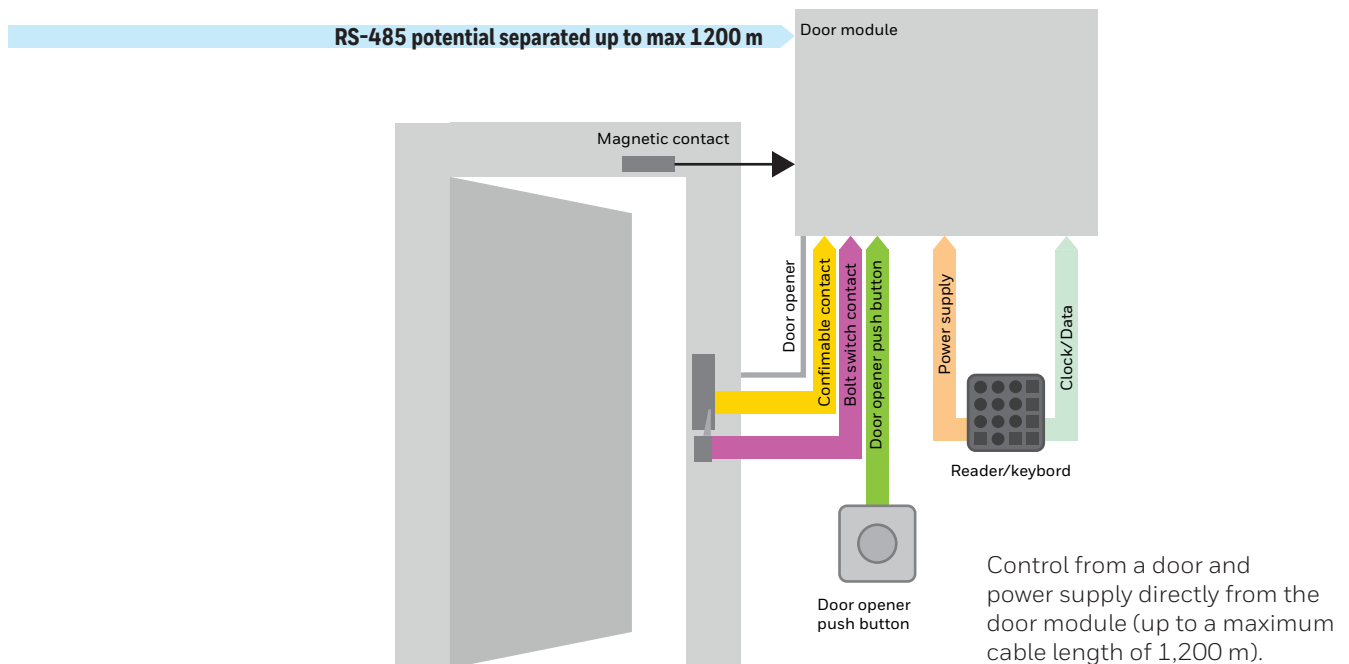 RS-485 potential separated up to max 1200 m
Door module
Magnetic contact
Door opener
Confimable contact
Bolt switch contact
Door opener push button
Power supply
Clock/Data
Reader/keybord
Door opener
push button
Control from a door and
power supply directly from the
door module (up to a maximum
cable length of 1,200 m).